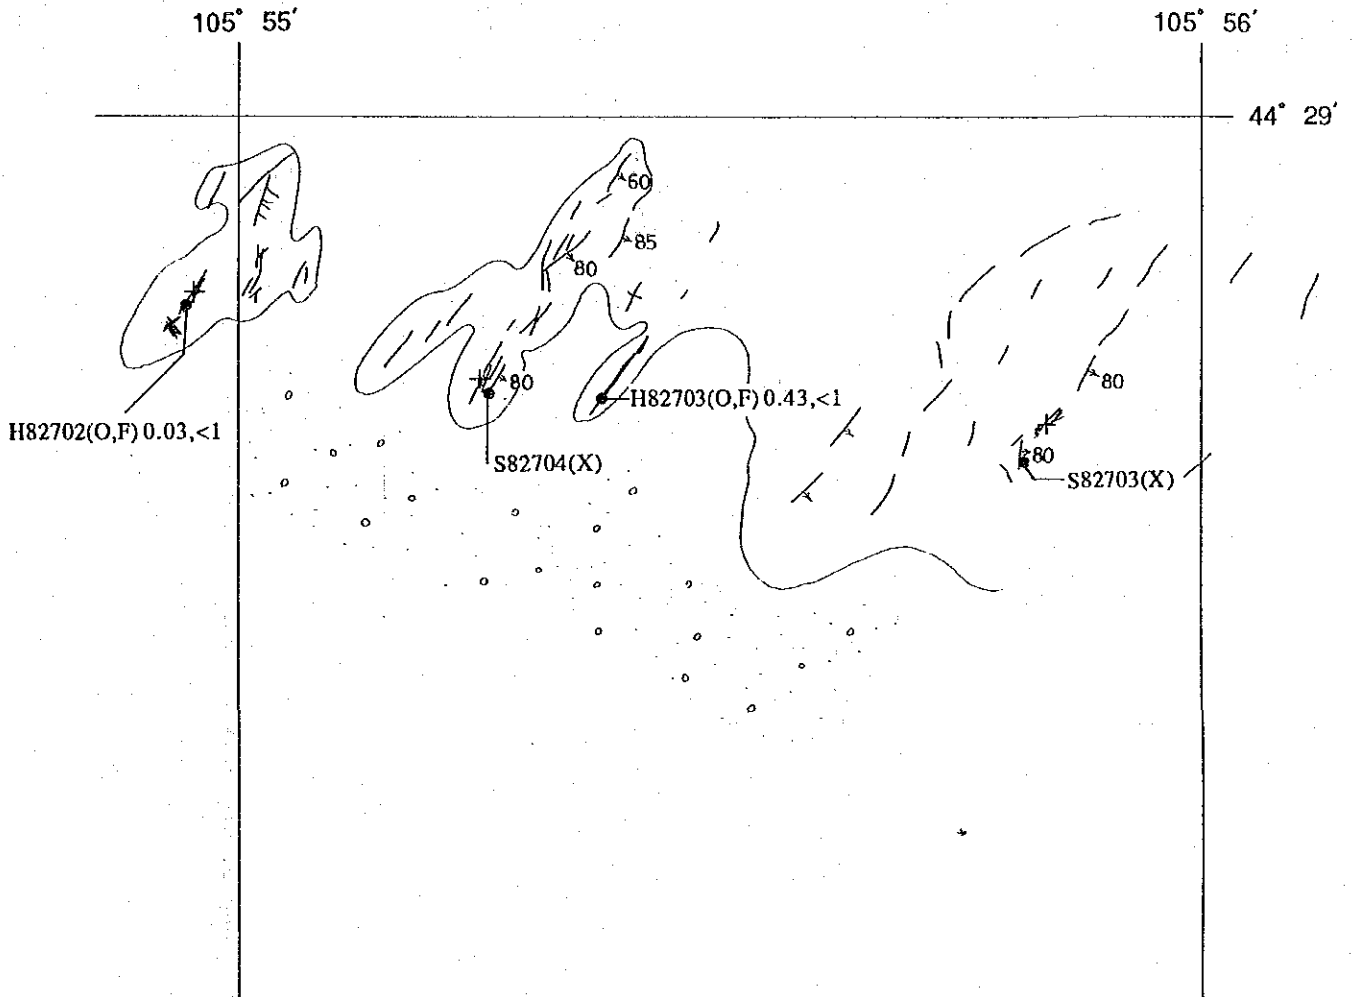 105° 55′
105° 56′
44° 29′
60
85
80
80
80
H82703(O,F) 0.43,<1
H82702(O,F) 0.03,<1
80
S82704(X)
S82703(X)